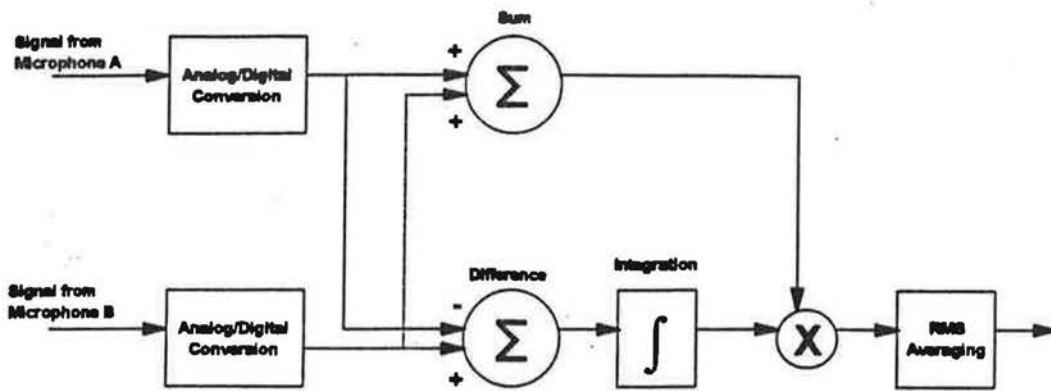 Sum
Signal from
Microphone A
Analog/Digital
Conversion
+
+
Σ
Signal from
Microphone B
Analog/Digital
Conversion
Difference
-
+
Σ
Integration
∫
X
RMS
Averaging